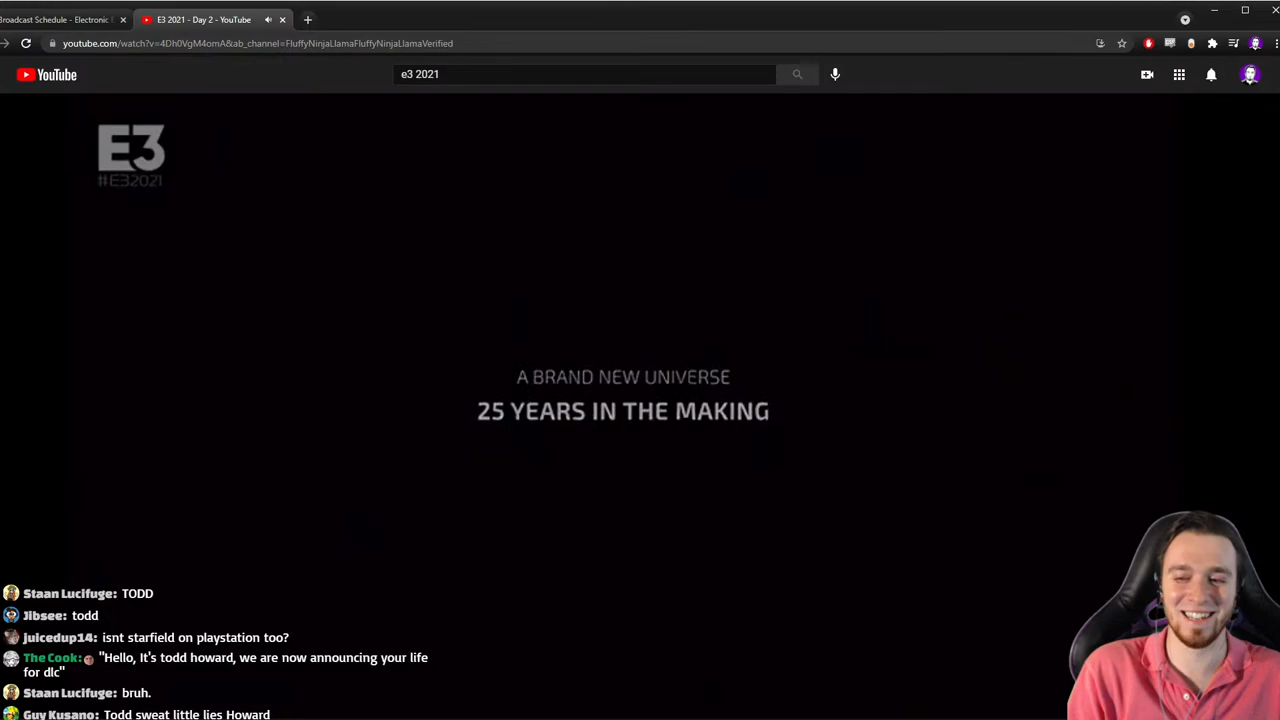 Broadcast Schedule - Electronic E
E3 2021 - Day 2 - YouTube
youtube.com/watch?v=4Dh0VgM4omA&ab_channel=FluffyNinjaLlamaFluffyNinjaLlamaVerified
YouTube
e3 2021
E3
#E32021
A BRAND NEW UNIVERSE
25 YEARS IN THE MAKING
Staan Lucifuge: TODD
Jibsee: todd
juicedup14: isnt starfield on playstation too?
The Cook: "Hello, It's todd howard, we are now announcing your life
for dlc"
Staan Lucifuge: bruh.
Guy Kusano: Todd sweat little lies Howard